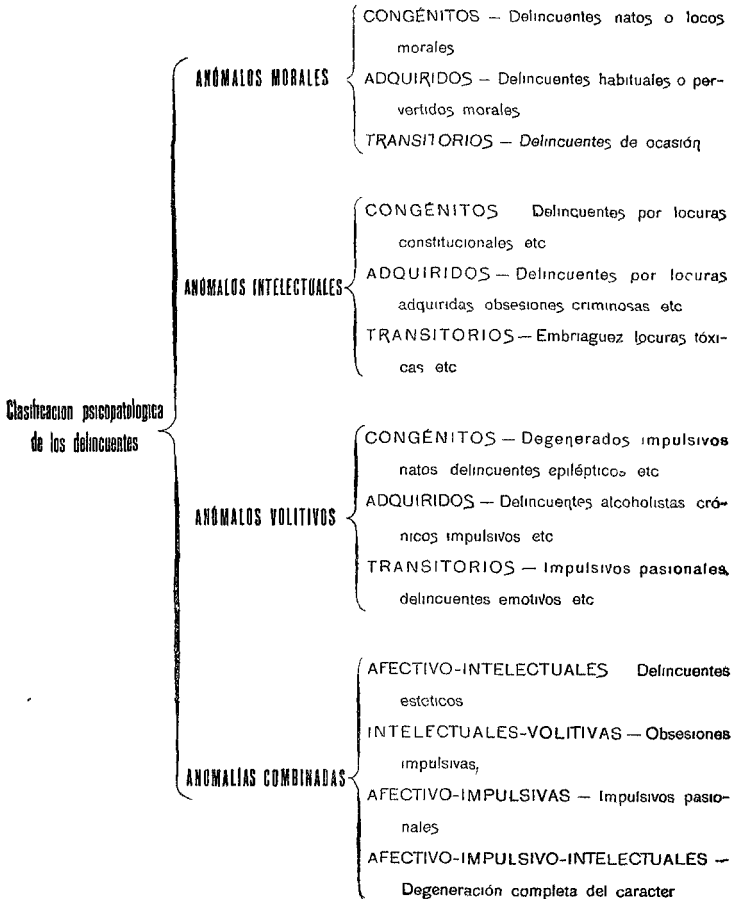 CONGÉNITOS – Delincuentes natos o locos
morales
ANÓMALOS MORALES
ADQUIRIDOS – Delincuentes habituales o per-
vertidos morales
TRANSITORIOS – Delincuentes de ocasión
CONGÉNITOS Delincuentes por locuras
constitucionales etc
ADQUIRIDOS – Delincuentes por locuras
ANÓMALOS INTELECTUALES
adquiridas obsesiones criminosas etc
TRANSITORIOS – Embriaguez locuras tóxi-
cas etc
Clasificacion psicopatologica
de los delincuentes
CONGÉNITOS – Degenerados impulsivos
natos delincuentes epilépticos etc
ADQUIRIDOS – Delincuentes alcoholistas cró-
ANÓMALOS VOLITIVOS
nicos impulsivos etc
TRANSITORIOS – Impulsivos pasionales,
delincuentes emotivos etc
AFECTIVO-INTELECTUALES Delincuentes
esteticos
INTELECTUALES-VOLITIVAS – Obsesiones
impulsivas,
ANOMALÍAS COMBINADAS
AFECTIVO-IMPULSIVAS – Impulsivos pasio-
nales
AFECTIVO-IMPULSIVO-INTELECTUALES –
Degeneración completa del caracter